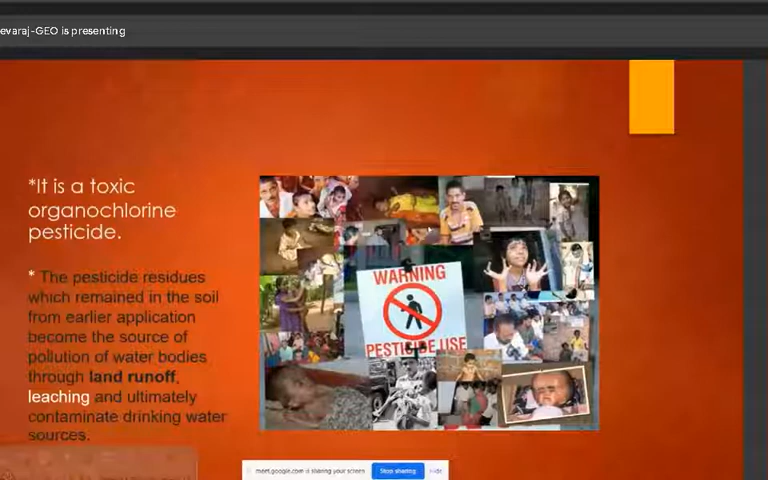 evaraj-GEO is presenting
*It is a toxic
organochlorine
pesticide.
* The pesticide residues
which remained in the soil
from earlier application
become the source of
pollution of water bodies
through land runoff,
leaching and ultimately
contaminate drinking water
sources.
WARNING
PESTICIDE USE
meet.google.com is sharing your screen
Stop sharing
Hide